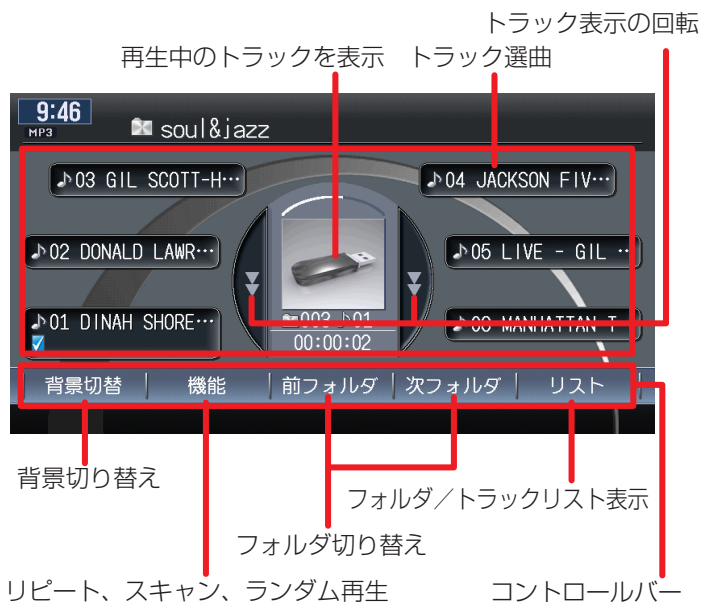 トラック表示の回転
再生中のトラックを表示 トラック選曲
9:46
MP3
soul&jazz
♪03 GIL SCOTT-H… ♪04 JACKSON FIV…
♪02 DONALD LAWR… ♪05 LIVE - GIL …
♪01 DINAH SHORE… ♪06 MANHATTAN T
003 ♪01
00:00:02
背景切替 機能 前フォルダ 次フォルダ リスト
背景切り替え
フォルダ／トラックリスト表示
フォルダ切り替え
リピート、スキャン、ランダム再生 コントロールバー